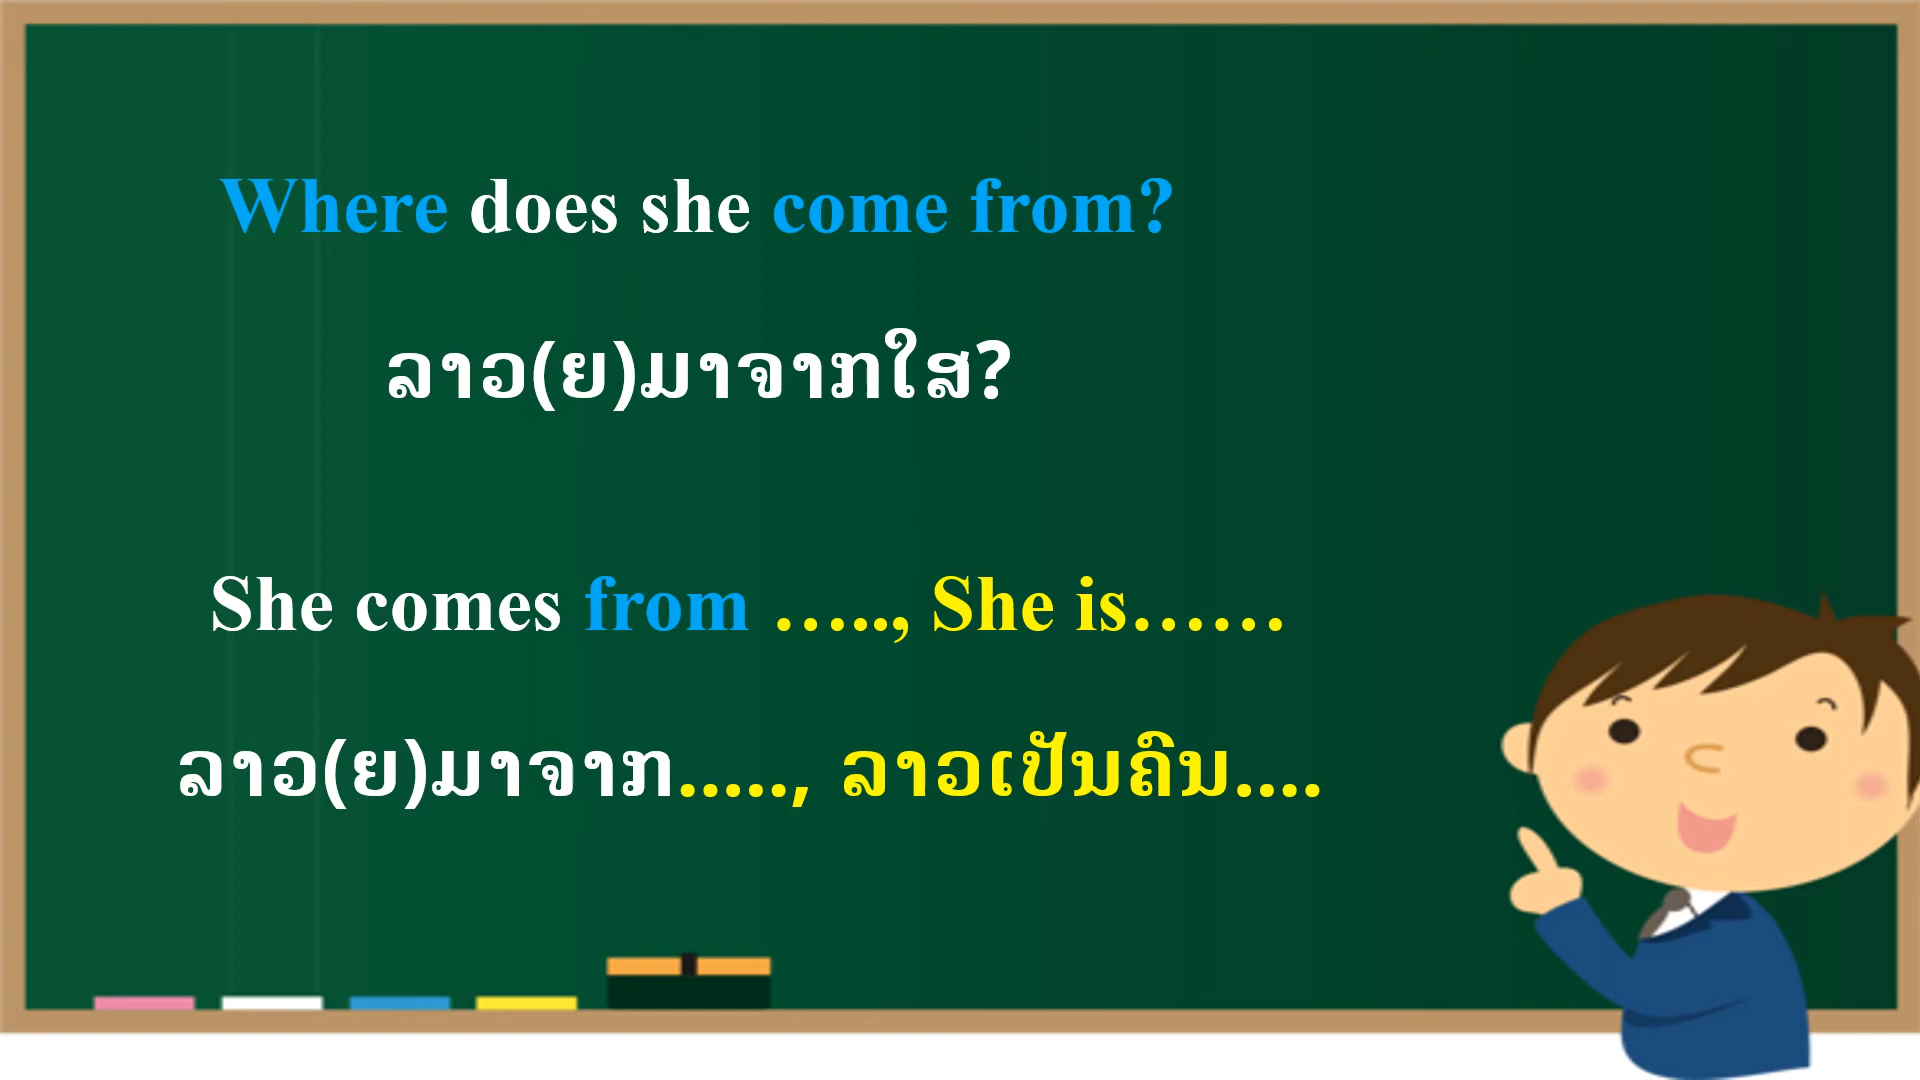 Where does she come from?
ລາວ(ຍ)ມາຈາກໃສ?
She comes from ….., She is……
ລາວ(ຍ)ມາຈາກ....., ລາວເປັນຄົນ....